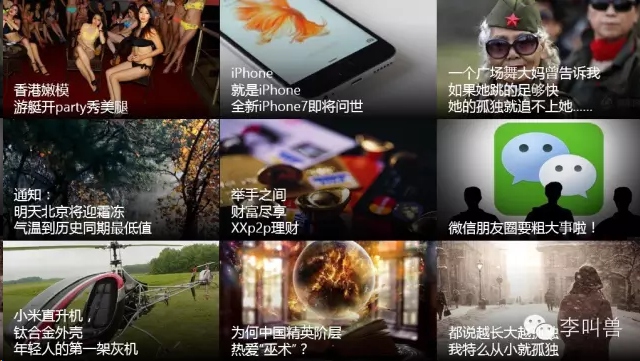 香港嫩模
游艇开party秀美腿
iPhone
就是iPhone
全新iPhone7即将问世
一个广场舞大妈曾告诉我
如果她跳的足够快
她的孤独就追不上她......
通知：
明天北京将迎霜冻
气温到历史同期最低值
举手之间
财富尽享
XXp2p理财
微信朋友圈要粗大事啦！
小米直升机，
钛合金外壳
年轻人的第一架灰机
为何中国精英阶层
热爱“巫术”？
都说越长大越孤独
我特么从小就孤独
李叫兽